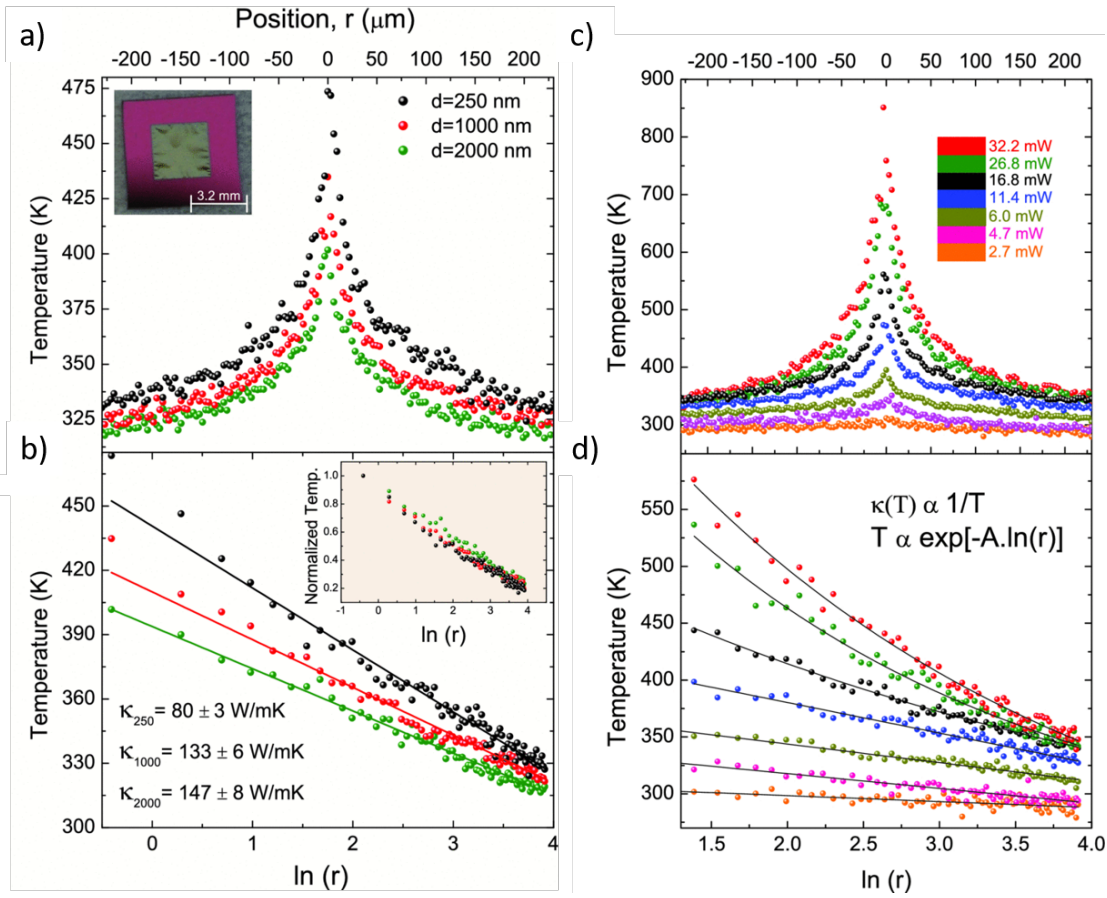 a)
Position, r (μm)
-200 -150 -100 -50 0 50 100 150 200
475
450
425
400
375
350
325
Temperature (K)
3.2 mm
d=250 nm
d=1000 nm
d=2000 nm
b)
450
420
390
360
330
300
Temperature (K)
κ250 = 80 ± 3 W/mK
κ1000 = 133 ± 6 W/mK
κ2000 = 147 ± 8 W/mK
Normalized Temp.
1.0
0.8
0.6
0.4
0.2
-1 0 1 2 3 4
ln (r)
0 1 2 3 4
ln (r)
c)
-200 -150 -100 -50 0 50 100 150 200
900
800
700
600
500
400
300
Temperature (K)
32.2 mW
26.8 mW
16.8 mW
11.4 mW
6.0 mW
4.7 mW
2.7 mW
d)
550
500
450
400
350
300
Temperature (K)
κ(T) α 1/T
T α exp[-A.ln(r)]
1.5 2.0 2.5 3.0 3.5 4.0
ln (r)